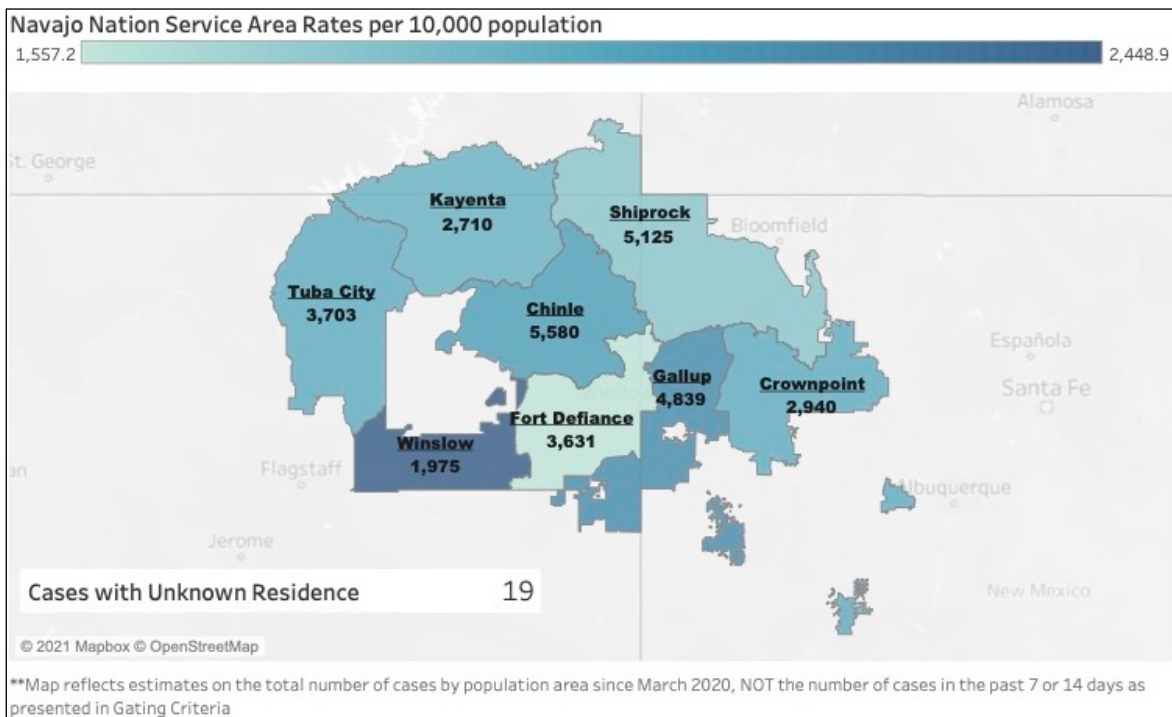 Navajo Nation Service Area Rates per 10,000 population
1,557.2
2,448.9
Alamosa
St. George
Kayenta
2,710
Shiprock
5,125
Bloomfield
Tuba City
3,703
Chinle
5,580
Española
Gallup
4,839
Crownpoint
2,940
Santa Fe
Fort Defiance
3,631
Winslow
1,975
Flagstaff
Albuquerque
Jerome
Cases with Unknown Residence 19
New Mexico
© 2021 Mapbox © OpenStreetMap
**Map reflects estimates on the total number of cases by population area since March 2020, NOT the number of cases in the past 7 or 14 days as
presented in Gating Criteria